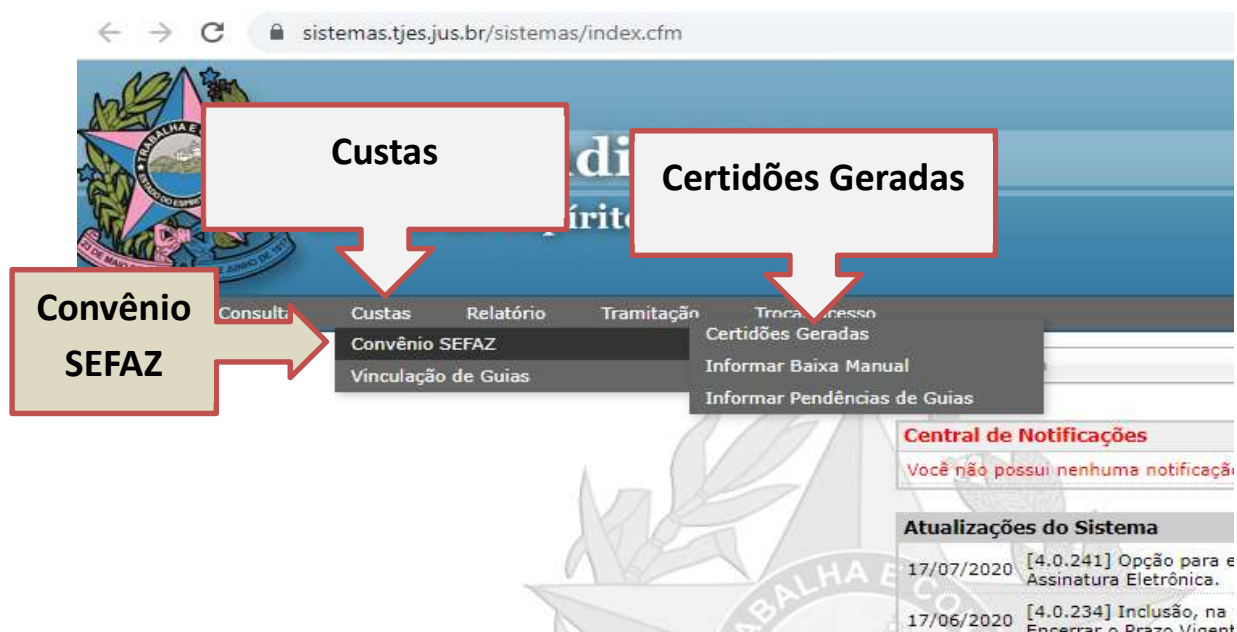 sistemas.tjes.jus.br/sistemas/index.cfm
Custas
Certidões Geradas
Convênio
SEFAZ
Custas Relatório Tramitação
Convênio SEFAZ
Vinculação de Guias
Certidões Geradas
Informar Baixa Manual
Informar Pendências de Guias
Central de Notificações
Você não possui nenhuma
Atualizações do Sistema
17/07/2020 [4.0.241] Opção para
Assinatura Eletrônica.
17/06/2020 [4.0.234] Inclusão, na
Encerrar o Prazo